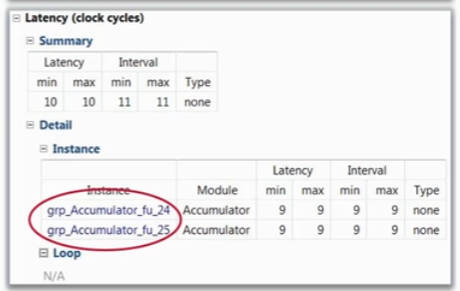 Latency (clock cycles)
Summary
Latency Interval
min max min max Type
10 10 11 11 none
Detail
Instance
Latency Interval
Instance Module min max min max Type
grp_Accumulator_fu_24 Accumulator 9 9 9 9 none
grp_Accumulator_fu_25 Accumulator 9 9 9 9 none
Loop
N/A